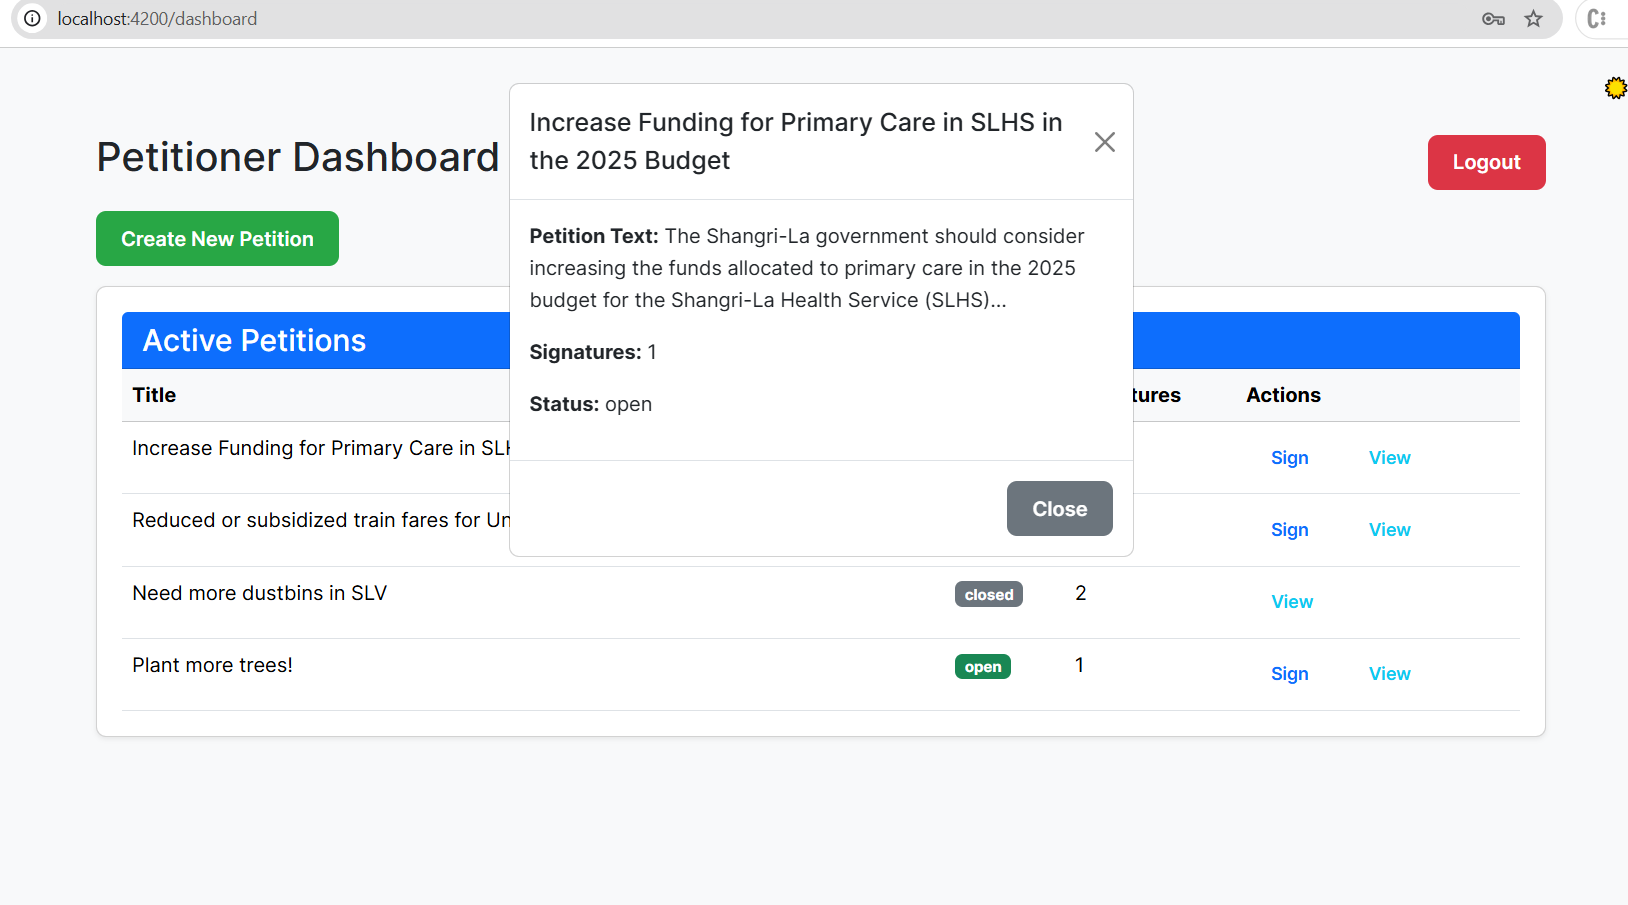 localhost:4200/dashboard
Petitioner Dashboard
Logout
Create New Petition
Increase Funding for Primary Care in SLHS in
the 2025 Budget
Petition Text: The Shangri-La government should consider
increasing the funds allocated to primary care in the 2025
budget for the Shangri-La Health Service (SLHS)...
Signatures: 1
Status: open
Close
Active Petitions
Title tures Actions
Increase Funding for Primary Care in SLH Sign View
Reduced or subsidized train fares for Un Sign View
Need more dustbins in SLV closed 2 View
Plant more trees! open 1 Sign View